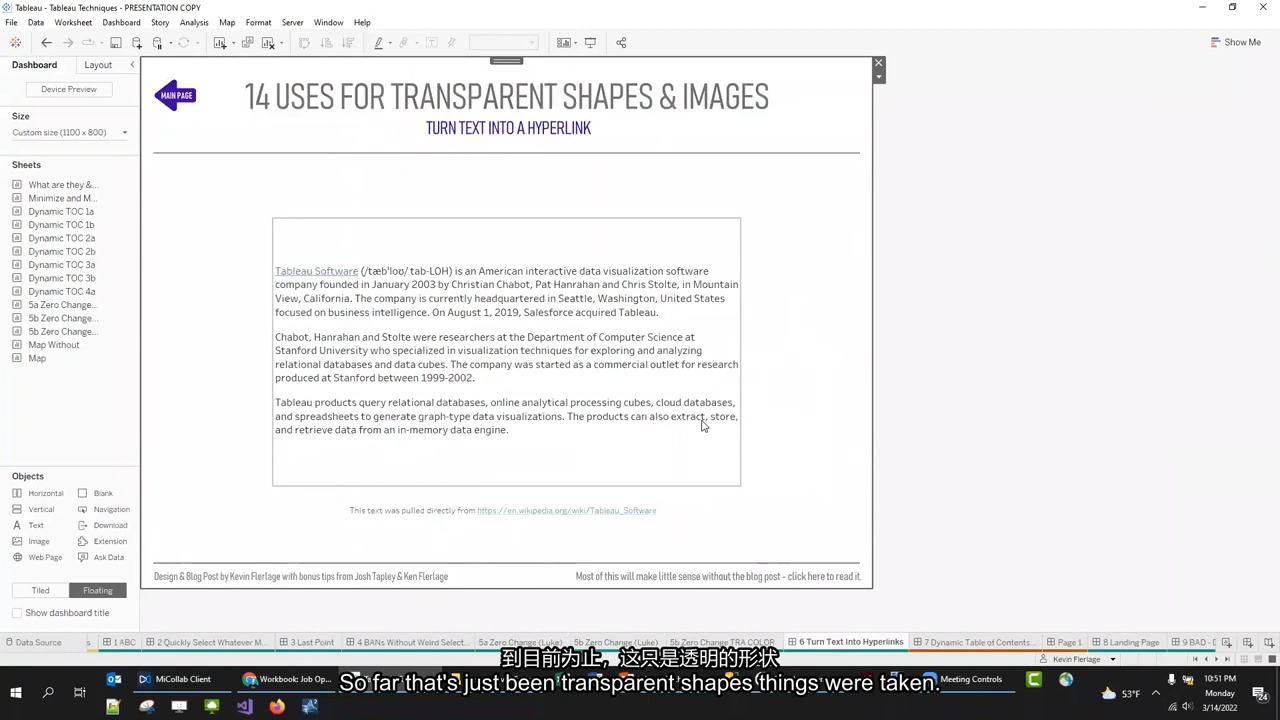 Tableau - Tableau Techniques - PRESENTATION COPY
File Data Worksheet Dashboard Story Analysis Map Format Server Window Help
Show Me
Dashboard Layout
Device Preview
Size
Custom size (1100 x 800)
Sheets
What are they &...
Minimize and M...
Dynamic TOC 1a
Dynamic TOC 1b
Dynamic TOC 2a
Dynamic TOC 2b
Dynamic TOC 3a
Dynamic TOC 3b
Dynamic TOC 4a
5a Zero Change...
5b Zero Change...
5b Zero Change...
Map Without
Map
Objects
Horizontal Blank
Vertical Navigation
Text Download
Image Extension
Web Page Ask Data
Tiled Floating
Show dashboard title
MAIN PAGE
14 USES FOR TRANSPARENT SHAPES & IMAGES
TURN TEXT INTO A HYPERLINK
Tableau Software (/tæbˈloʊ/ tab-LOH) is an American interactive data visualization software
company founded in January 2003 by Christian Chabot, Pat Hanrahan and Chris Stolte, in Mountain
View, California. The company is currently headquartered in Seattle, Washington, United States
focused on business intelligence. On August 1, 2019, Salesforce acquired Tableau.
Chabot, Hanrahan and Stolte were researchers at the Department of Computer Science at
Stanford University who specialized in visualization techniques for exploring and analyzing
relational databases and data cubes. The company was started as a commercial outlet for research
produced at Stanford between 1999-2002.
Tableau products query relational databases, online analytical processing cubes, cloud databases,
and spreadsheets to generate graph-type data visualizations. The products can also extract, store,
and retrieve data from an in-memory data engine.
This text was pulled directly from https://en.wikipedia.org/wiki/Tableau_Software
Design & Blog Post by Kevin Flerlage with bonus tips from Josh Tapley & Ken Flerlage
Most of this will make little sense without the blog post - click here to read it.
Data Source 1 ABC 2 Quickly Select Whatever M... 3 Last Point 4 BANs Without Weird Select... 5a Zero Change (Luke) 5b Zero Change (Luke) 5b Zero Change TRA COLOR 6 Turn Text Into Hyperlinks 7 Dynamic Table of Contents... Page 1 8 Landing Page 9 BAD -
Kevin Flerlage
到目前为止，这只是透明的形状
So far that's just been transparent shapes things were taken.
MiCollab Client Workbook: Job Op... Meeting Controls
53°F
10:51 PM
Monday
3/14/2022
24